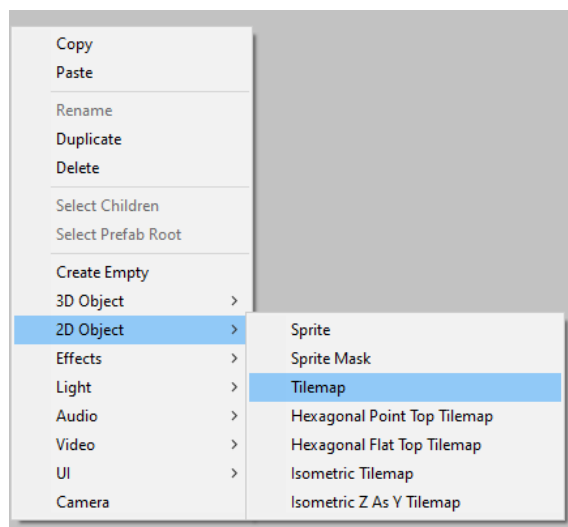 Copy
Paste
Rename
Duplicate
Delete
Select Children
Select Prefab Root
Create Empty
3D Object
2D Object
Effects
Light
Audio
Video
UI
Camera
Sprite
Sprite Mask
Tilemap
Hexagonal Point Top Tilemap
Hexagonal Flat Top Tilemap
Isometric Tilemap
Isometric Z As Y Tilemap